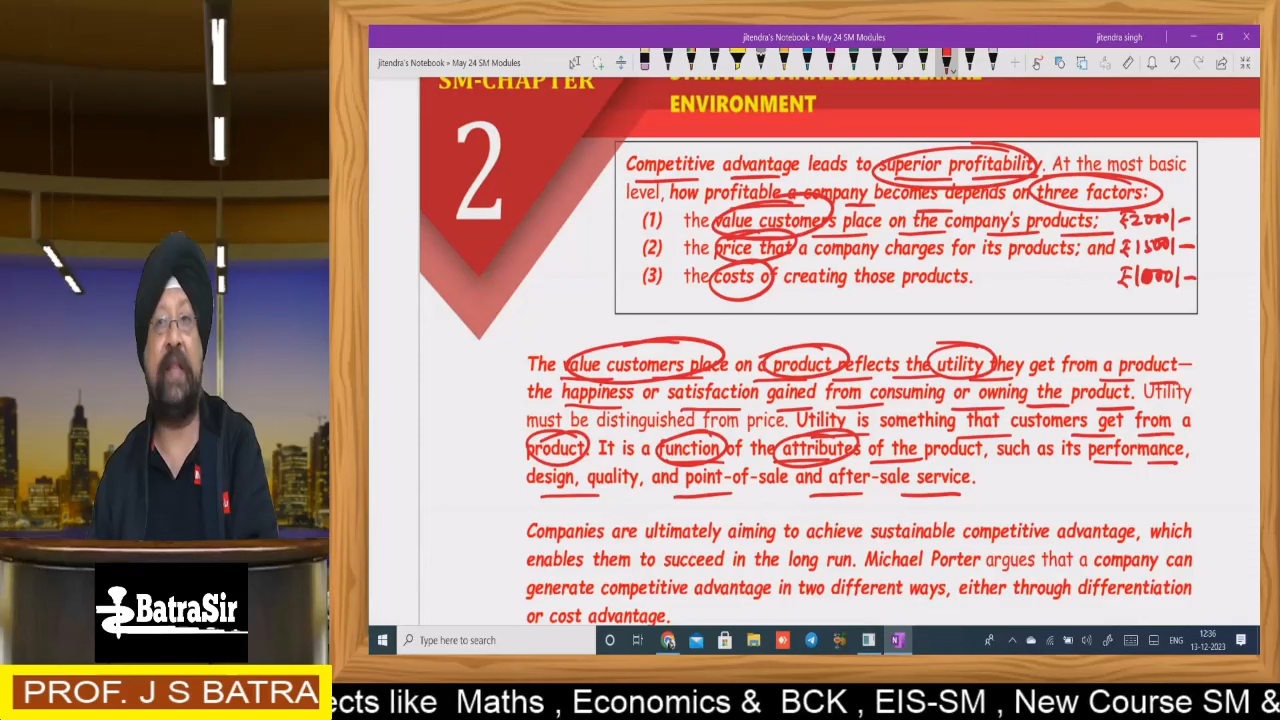 jitendra's Notebook » May 24 SM Modules
jitendra singh
jitendra's Notebook » May 24 SM Modules
SM-CHAPTER
2
ENVIRONMENT
Competitive advantage leads to superior profitability. At the most basic
level, how profitable a company becomes depends on three factors:
(1) the value customers place on the company's products; ₹2000/-
(2) the price that a company charges for its products; and ₹1500/-
(3) the costs of creating those products. ₹1000/-
The value customers place on a product reflects the utility they get from a product—
the happiness or satisfaction gained from consuming or owning the product. Utility
must be distinguished from price. Utility is something that customers get from a
product. It is a function of the attributes of the product, such as its performance,
design, quality, and point-of-sale and after-sale service.
Companies are ultimately aiming to achieve sustainable competitive advantage, which
enables them to succeed in the long run. Michael Porter argues that a company can
generate competitive advantage in two different ways, either through differentiation
or cost advantage.
BatraSir
Type here to search
ENG
12:36
13-12-2023
PROF. J S BATRA
ects like Maths , Economics & BCK , EIS-SM , New Course SM &